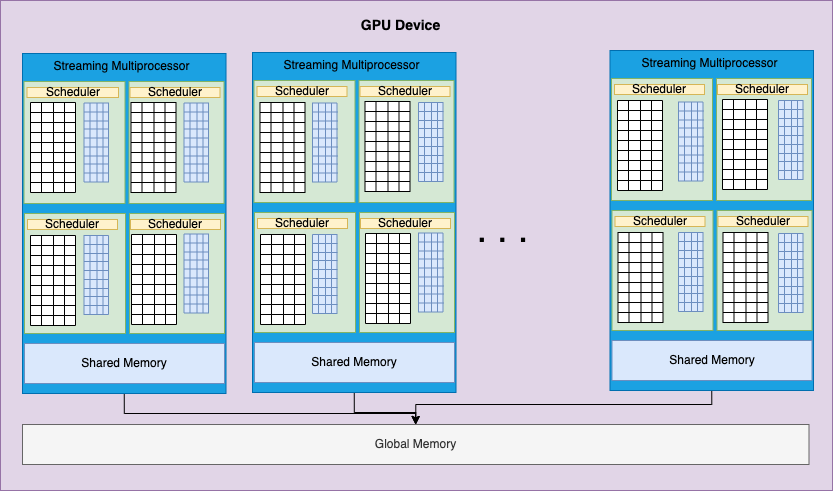 GPU Device
Streaming Multiprocessor
Scheduler
Scheduler
Scheduler
Scheduler
Shared Memory
Streaming Multiprocessor
Scheduler
Scheduler
Scheduler
Scheduler
Shared Memory
. . .
Streaming Multiprocessor
Scheduler
Scheduler
Scheduler
Scheduler
Shared Memory
Global Memory